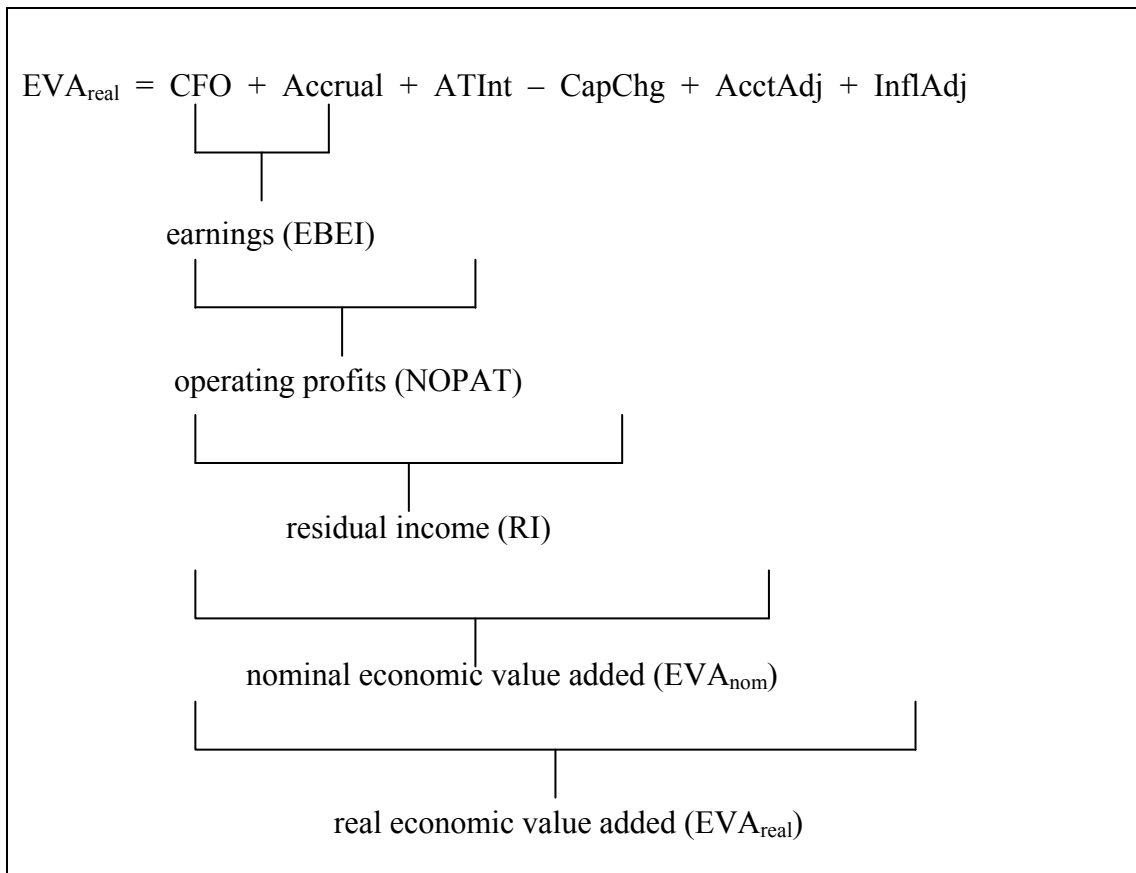 EVAreal = CFO + Accrual + ATInt – CapChg + AcctAdj + InflAdj
earnings (EBEI)
operating profits (NOPAT)
residual income (RI)
nominal economic value added (EVAnom)
real economic value added (EVAreal)